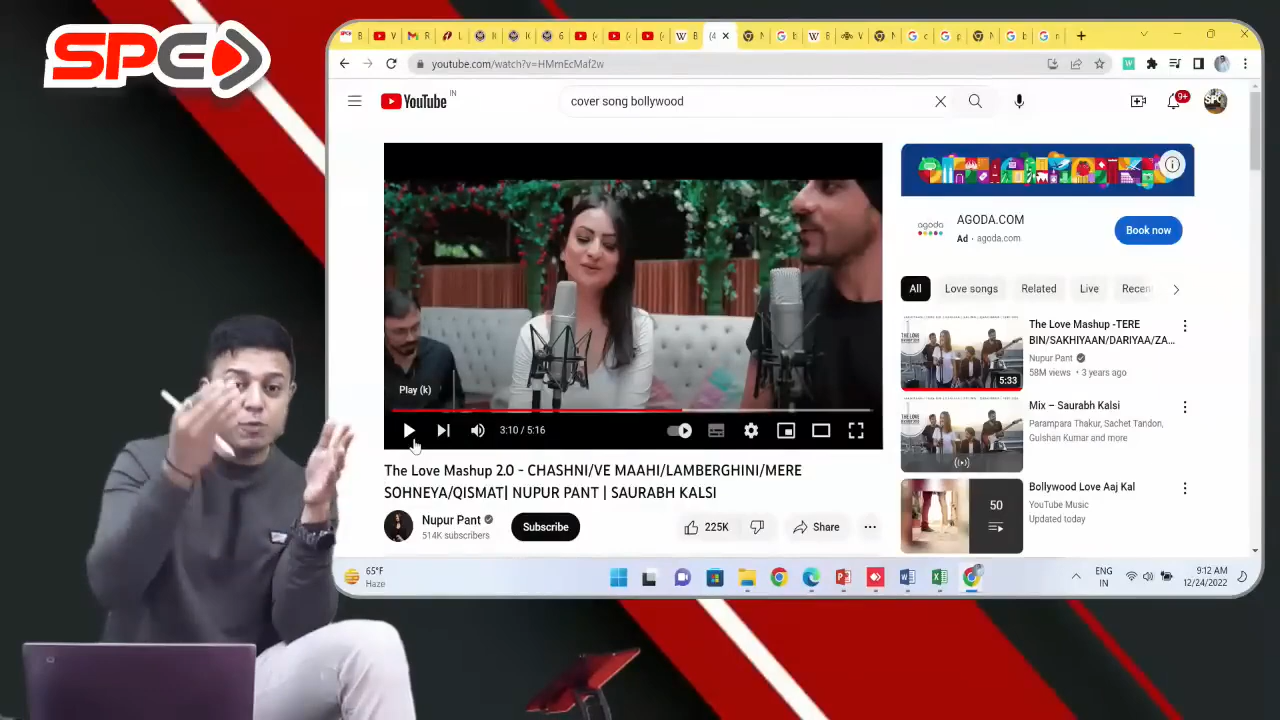 SPED
youtube.com/watch?v=HMmEcMaf2w
YouTube IN
cover song bollywood
9+
Play (k)
3:10 / 5:16
The Love Mashup 2.0 - CHASHNI/VE MAAHI/LAMBERGHINI/MERE
SOHNEYA/QISMAT| NUPUR PANT | SAURABH KALSI
Nupur Pant
514K subscribers
Subscribe
225K
Share
agoda
AGODA.COM
Ad · agoda.com
Book now
All
Love songs
Related
Live
Recen
The Love Mashup -TERE
BIN/SAKHIYAAN/DARIYAA/ZA...
Nupur Pant
58M views • 3 years ago
5:33
Mix – Saurabh Kalsi
Parampara Thakur, Sachet Tandon,
Gulshan Kumar and more
Bollywood Love Aaj Kal
YouTube Music
Updated today
50
65°F
Haze
ENG
IN
9:12 AM
12/24/2022